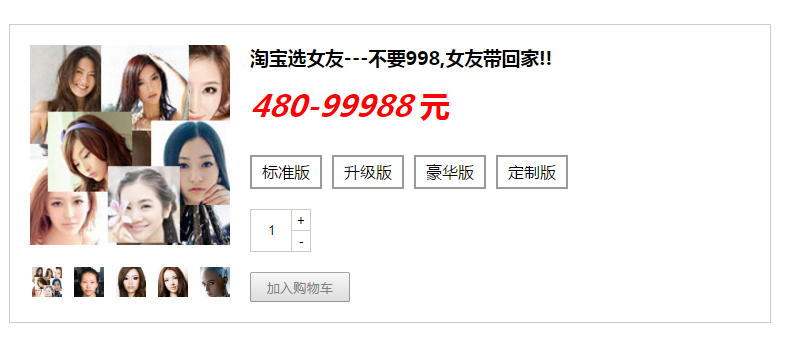 淘宝选女友---不要998,女友带回家!!
480-99988 元
标准版 升级版 豪华版 定制版
1 +
-
加入购物车